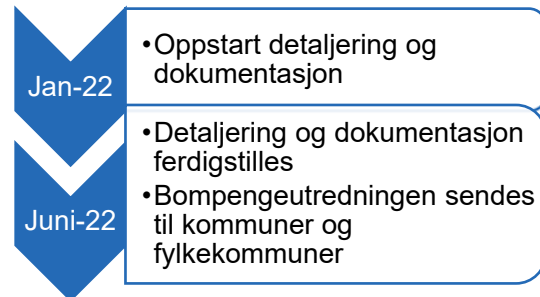 Jan-22
•Oppstart detaljering og
dokumentasjon
Juni-22
•Detaljering og dokumentasjon
ferdigstilles
•Bompengeutredningen sendes
til kommuner og
fylkekommuner